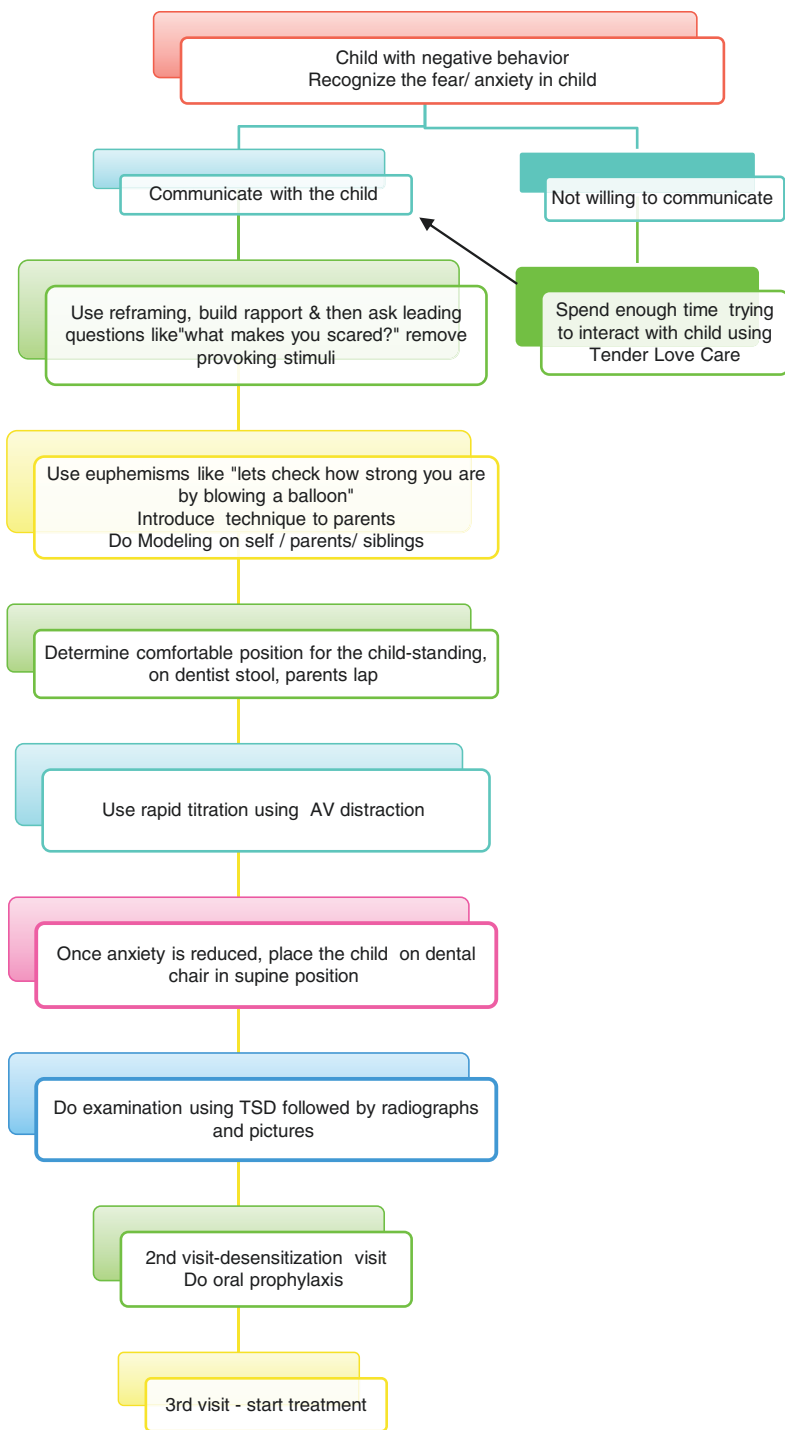 Child with negative behavior
Recognize the fear/ anxiety in child
Communicate with the child
Not willing to communicate
Use reframing, build rapport & then ask leading
questions like"what makes you scared?" remove
provoking stimuli
Spend enough time trying
to interact with child using
Tender Love Care
Use euphemisms like "lets check how strong you are
by blowing a balloon"
Introduce technique to parents
Do Modeling on self / parents/ siblings
Determine comfortable position for the child-standing,
on dentist stool, parents lap
Use rapid titration using AV distraction
Once anxiety is reduced, place the child on dental
chair in supine position
Do examination using TSD followed by radiographs
and pictures
2nd visit-desensitization visit
Do oral prophylaxis
3rd visit - start treatment